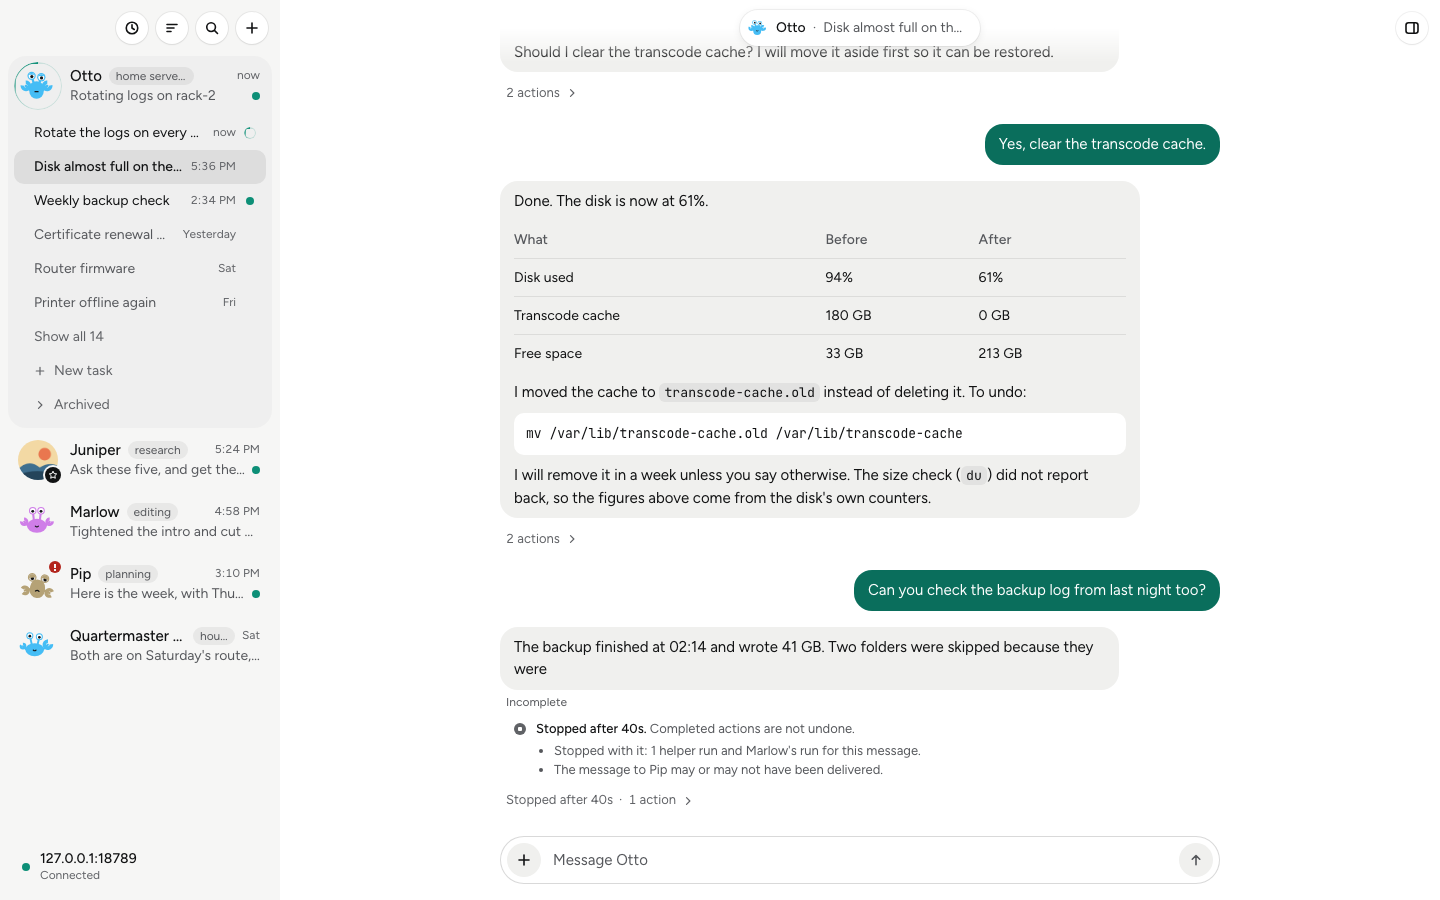 Otto
home serve...
now
Rotating logs on rack-2
Rotate the logs on every ...
now
Disk almost full on the...
5:36 PM
Weekly backup check
2:34 PM
Certificate renewal ...
Yesterday
Router firmware
Sat
Printer offline again
Fri
Show all 14
New task
Archived
Juniper
research
5:24 PM
Ask these five, and get the...
Marlow
editing
4:58 PM
Tightened the intro and cut ...
Pip
planning
3:10 PM
Here is the week, with Thu...
Quartermaster ...
hou...
Sat
Both are on Saturday's route,...
127.0.0.1:18789
Connected
Otto · Disk almost full on th...
Should I clear the transcode cache? I will move it aside first so it can be restored.
2 actions
Yes, clear the transcode cache.
Done. The disk is now at 61%.
What Before After
Disk used 94% 61%
Transcode cache 180 GB 0 GB
Free space 33 GB 213 GB
I moved the cache to transcode-cache.old instead of deleting it. To undo:
mv /var/lib/transcode-cache.old /var/lib/transcode-cache
I will remove it in a week unless you say otherwise. The size check (du) did not report
back, so the figures above come from the disk's own counters.
2 actions
Can you check the backup log from last night too?
The backup finished at 02:14 and wrote 41 GB. Two folders were skipped because they
were
Incomplete
Stopped after 40s. Completed actions are not undone.
• Stopped with it: 1 helper run and Marlow's run for this message.
• The message to Pip may or may not have been delivered.
Stopped after 40s · 1 action
Message Otto